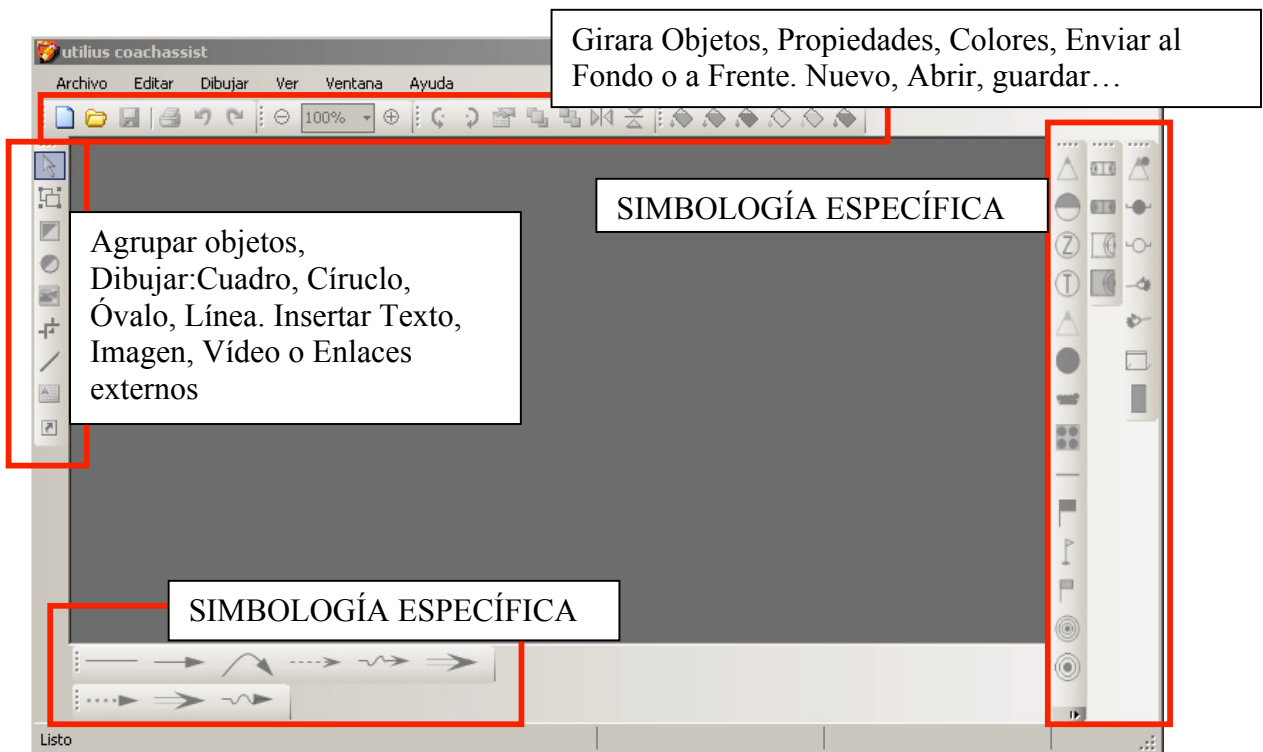 utilius coachassist
Girara Objetos, Propiedades, Colores, Enviar al
Fondo o a Frente. Nuevo, Abrir, guardar…
Archivo Editar Dibujar Ver Ventana Ayuda
100%
SIMBOLOGÍA ESPECÍFICA
Agrupar objetos,
Dibujar:Cuadro, Círuclo,
Óvalo, Línea. Insertar Texto,
Imagen, Vídeo o Enlaces
externos
Z
T
A
SIMBOLOGÍA ESPECÍFICA
Listo